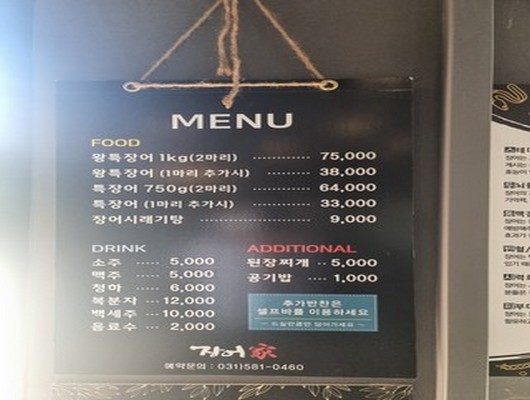 MENU
FOOD
왕특장어 1kg(2마리) ·········· 75,000
왕특장어 (1마리 추가시) ········ 38,000
특장어 750g(2마리) ·········· 64,000
특장어 (1마리 추가시) ·········· 33,000
장어시래기탕 ·········· 9,000
DRINK
소주 ····· 5,000
맥주 ····· 5,000
청하 ····· 6,000
복분자 ··· 12,000
백세주 ··· 10,000
음료수 ··· 2,000
ADDITIONAL
된장찌개 ·· 5,000
공기밥 ···· 1,000
추가반찬은
셀프바를 이용하세요
장어家
예약문의 : 031)581-0460